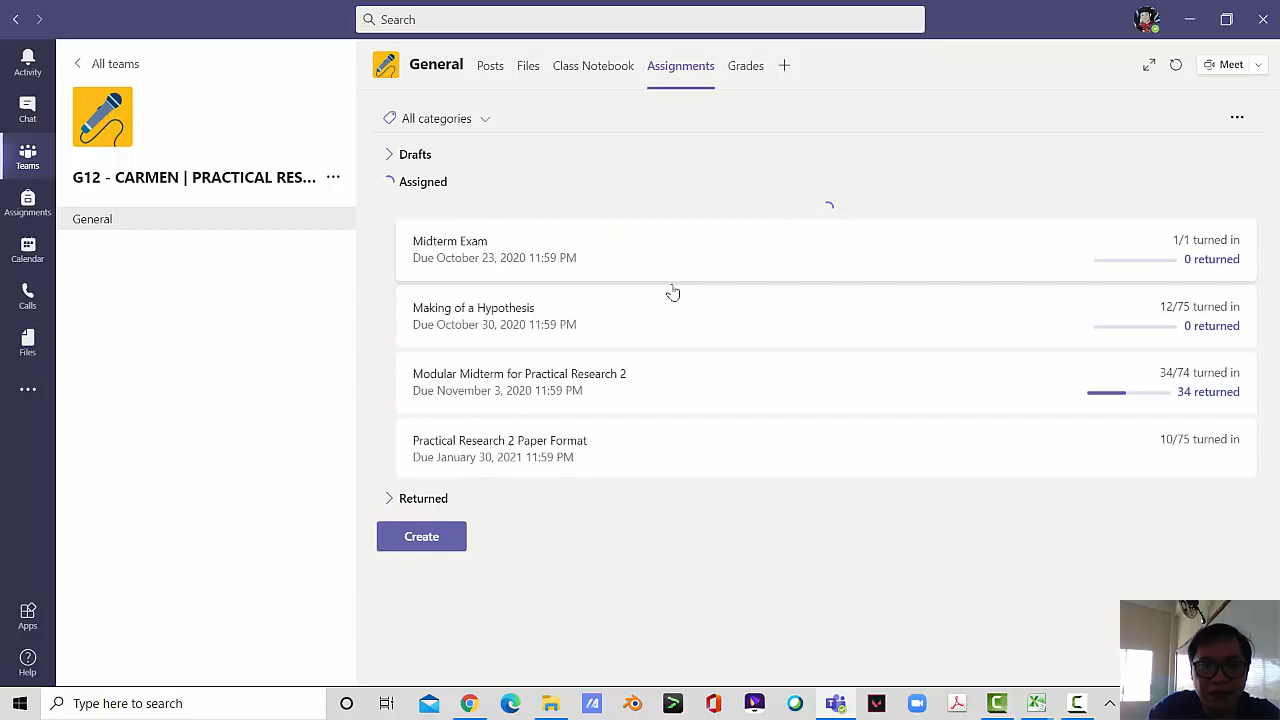 Search
Activity
Chat
Teams
Assignments
Calendar
Calls
Files
Apps
Help
All teams
G12 - CARMEN | PRACTICAL RES...
General
General
Posts
Files
Class Notebook
Assignments
Grades
Meet
All categories
Drafts
Assigned
Midterm Exam
Due October 23, 2020 11:59 PM
1/1 turned in
0 returned
Making of a Hypothesis
Due October 30, 2020 11:59 PM
12/75 turned in
0 returned
Modular Midterm for Practical Research 2
Due November 3, 2020 11:59 PM
34/74 turned in
34 returned
Practical Research 2 Paper Format
Due January 30, 2021 11:59 PM
10/75 turned in
Returned
Create
Type here to search